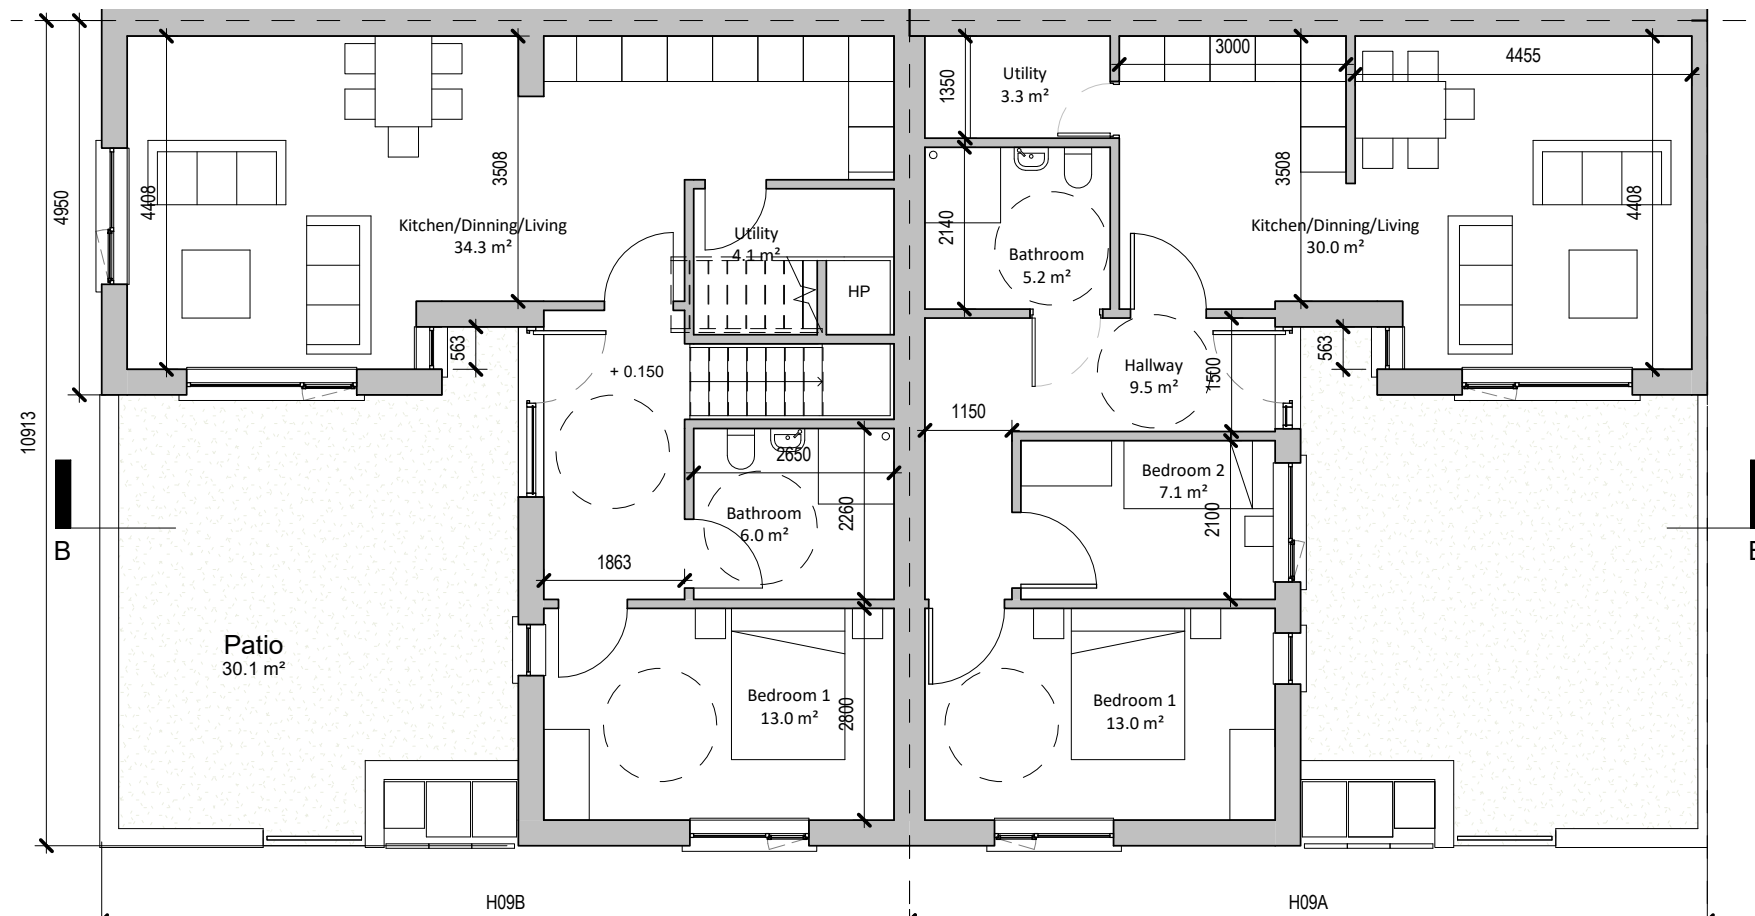 3000
4455
Utility
3.3 m²
1350
4950
4408
3508
3508
4408
Kitchen/Dinning/Living
34.3 m²
Utility
4.1 m²
2140
Bathroom
5.2 m²
Kitchen/Dinning/Living
30.0 m²
HP
563
563
+ 0.150
Hallway
9.5 m²
1500
10913
1150
2650
Bedroom 2
7.1 m²
2100
Bathroom
6.0 m²
2260
B
1863
Patio
30.1 m²
Bedroom 1
13.0 m²
2800
Bedroom 1
13.0 m²
H09B
H09A